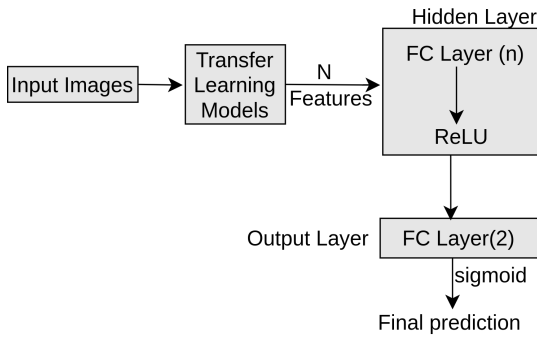 Hidden Layer
Input Images
Transfer
Learning
Models
N
Features
FC Layer (n)
ReLU
Output Layer
FC Layer(2)
sigmoid
Final prediction